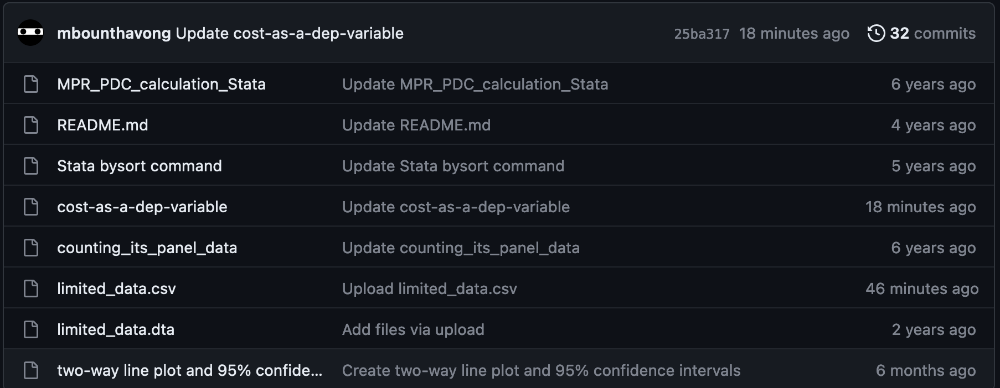 mbounthavong Update cost-as-a-dep-variable 25ba317 18 minutes ago 32 commits
MPR_PDC_calculation_Stata Update MPR_PDC_calculation_Stata 6 years ago
README.md Update README.md 4 years ago
Stata bysort command Update Stata bysort command 5 years ago
cost-as-a-dep-variable Update cost-as-a-dep-variable 18 minutes ago
counting_its_panel_data Update counting_its_panel_data 6 years ago
limited_data.csv Upload limited_data.csv 46 minutes ago
limited_data.dta Add files via upload 2 years ago
two-way line plot and 95% confide... Create two-way line plot and 95% confidence intervals 6 months ago